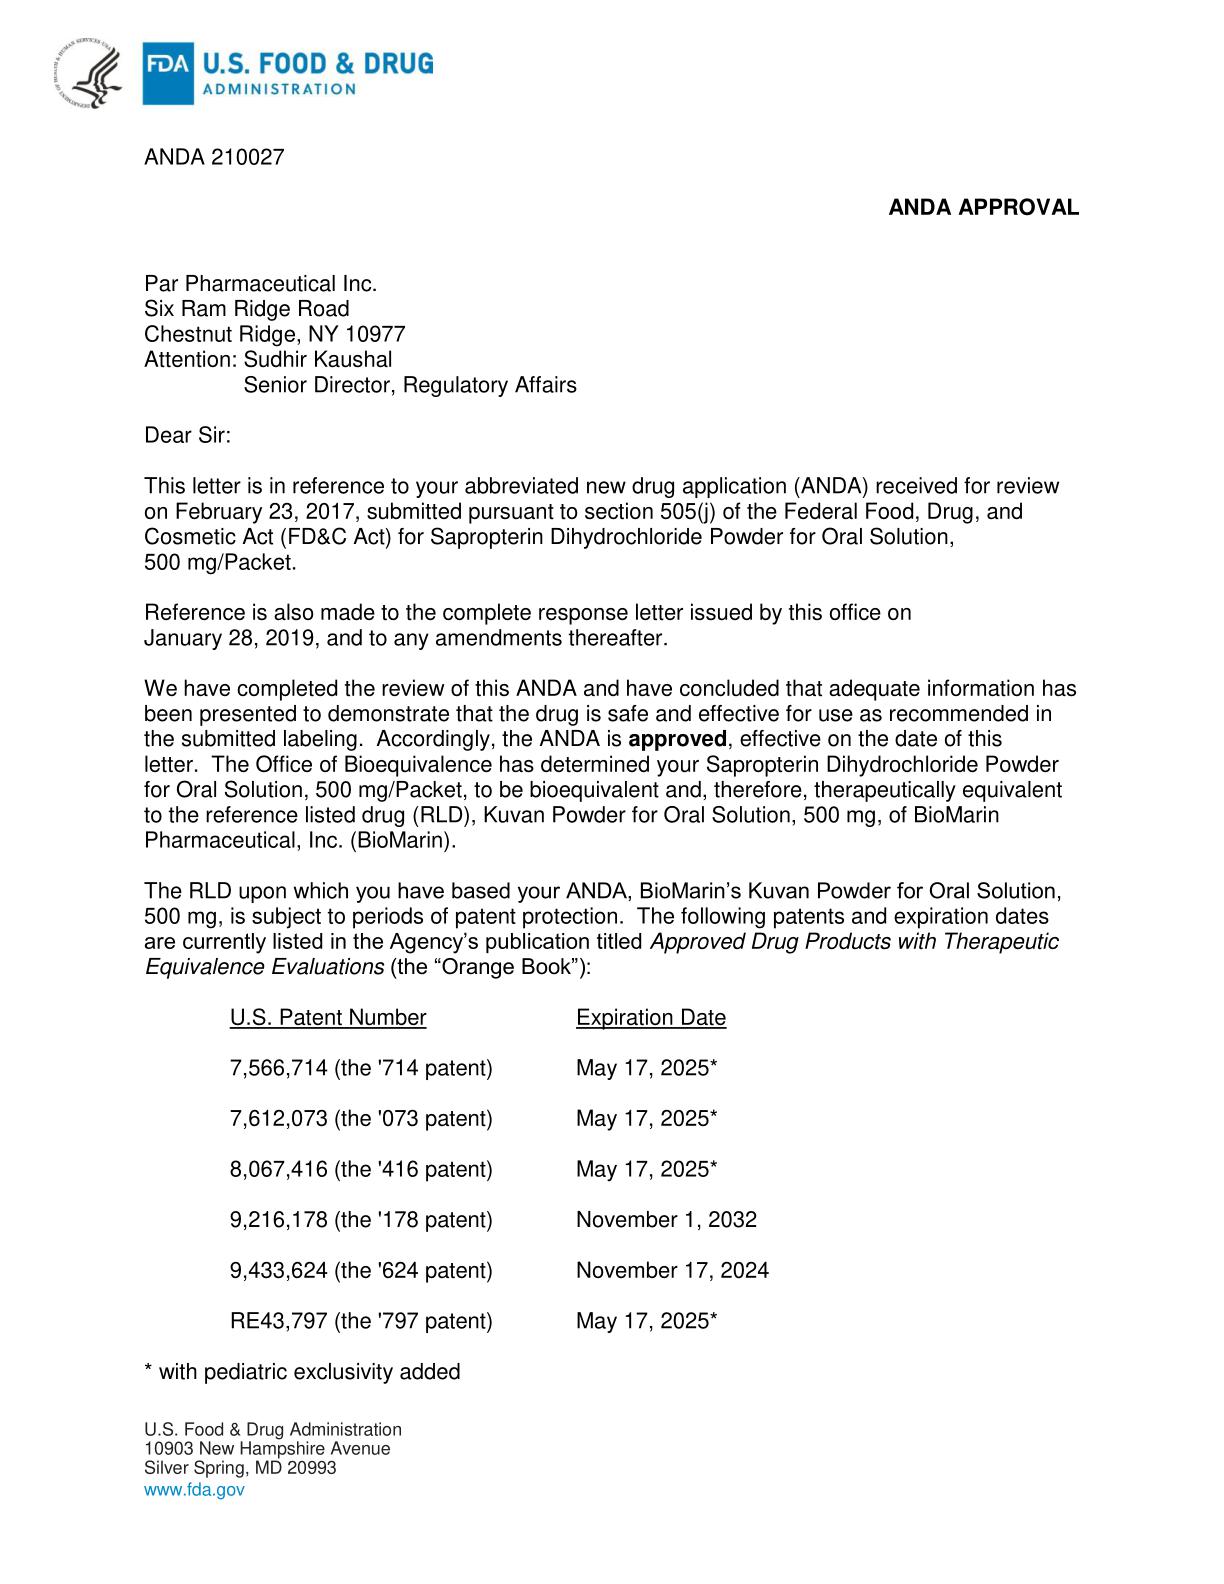 DEPARTMENT OF HEALTH & HUMAN SERVICES USA
FDA
U.S. FOOD & DRUG
ADMINISTRATION
ANDA 210027
ANDA APPROVAL
Par Pharmaceutical Inc.
Six Ram Ridge Road
Chestnut Ridge, NY 10977
Attention: Sudhir Kaushal
Senior Director, Regulatory Affairs
Dear Sir:
This letter is in reference to your abbreviated new drug application (ANDA) received for review
on February 23, 2017, submitted pursuant to section 505(j) of the Federal Food, Drug, and
Cosmetic Act (FD&C Act) for Sapropterin Dihydrochloride Powder for Oral Solution,
500 mg/Packet.
Reference is also made to the complete response letter issued by this office on
January 28, 2019, and to any amendments thereafter.
We have completed the review of this ANDA and have concluded that adequate information has
been presented to demonstrate that the drug is safe and effective for use as recommended in
the submitted labeling.  Accordingly, the ANDA is approved, effective on the date of this
letter.  The Office of Bioequivalence has determined your Sapropterin Dihydrochloride Powder
for Oral Solution, 500 mg/Packet, to be bioequivalent and, therefore, therapeutically equivalent
to the reference listed drug (RLD), Kuvan Powder for Oral Solution, 500 mg, of BioMarin
Pharmaceutical, Inc. (BioMarin).
The RLD upon which you have based your ANDA, BioMarin’s Kuvan Powder for Oral Solution,
500 mg, is subject to periods of patent protection.  The following patents and expiration dates
are currently listed in the Agency’s publication titled Approved Drug Products with Therapeutic
Equivalence Evaluations (the “Orange Book”):
U.S. Patent Number Expiration Date
7,566,714 (the '714 patent) May 17, 2025*
7,612,073 (the '073 patent) May 17, 2025*
8,067,416 (the '416 patent) May 17, 2025*
9,216,178 (the '178 patent) November 1, 2032
9,433,624 (the '624 patent) November 17, 2024
RE43,797 (the '797 patent) May 17, 2025*
* with pediatric exclusivity added
U.S. Food & Drug Administration
10903 New Hampshire Avenue
Silver Spring, MD 20993
www.fda.gov